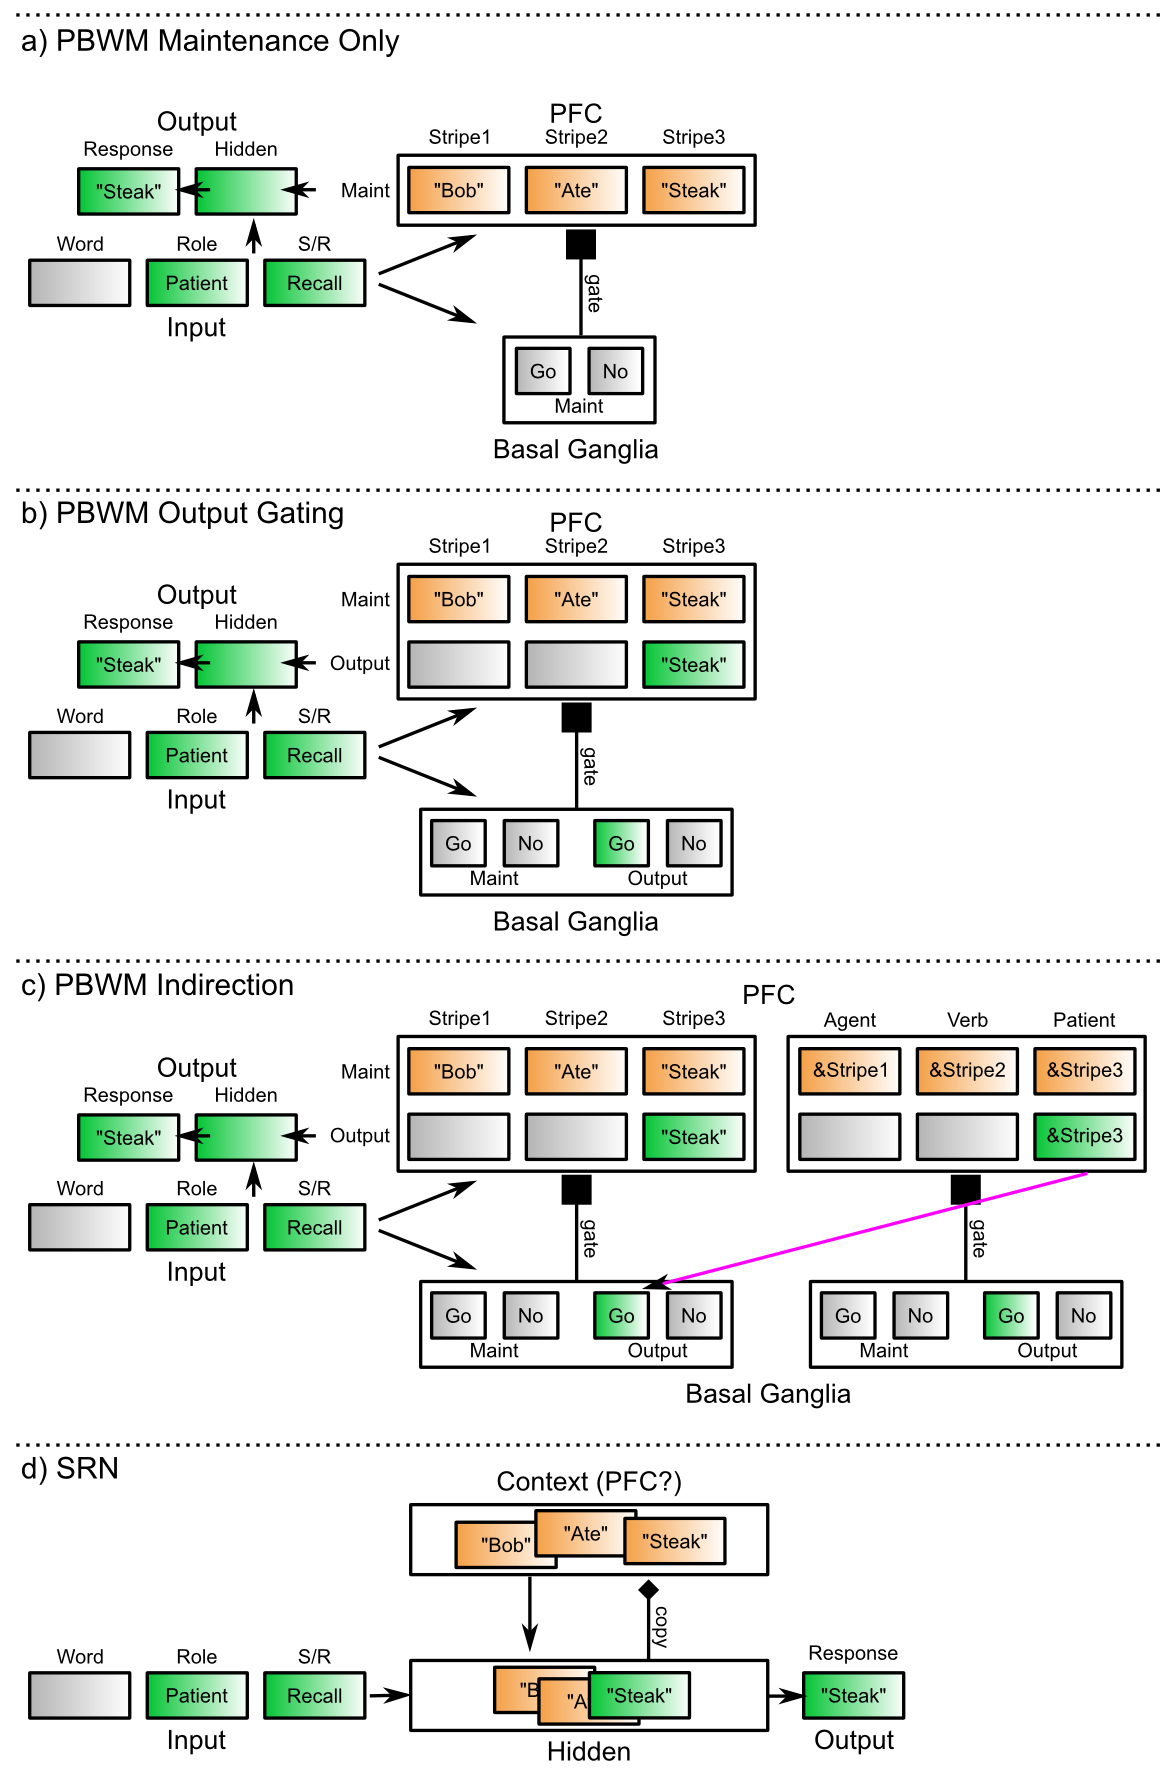 a) PBWM Maintenance Only
PFC
Output
Stripe1 Stripe2 Stripe3
Response Hidden
"Steak" Maint "Bob" "Ate" "Steak"
Word Role S/R
Patient Recall
gate
Input
Go No
Maint
Basal Ganglia
b) PBWM Output Gating
PFC
Stripe1 Stripe2 Stripe3
Output
Maint "Bob" "Ate" "Steak"
Response Hidden
"Steak" Output "Steak"
Word Role S/R
Patient Recall
gate
Input
Go No Go No
Maint Output
Basal Ganglia
c) PBWM Indirection
PFC
Stripe1 Stripe2 Stripe3 Agent Verb Patient
Output
Maint "Bob" "Ate" "Steak" &Stripe1 &Stripe2 &Stripe3
Response Hidden
"Steak" Output "Steak" &Stripe3
Word Role S/R
Patient Recall
gate gate
Input
Go No Go No Go No Go No
Maint Output Maint Output
Basal Ganglia
d) SRN
Context (PFC?)
"Bob" "Ate" "Steak"
copy
Word Role S/R Response
Patient Recall "B "A "Steak" "Steak"
Input Hidden Output